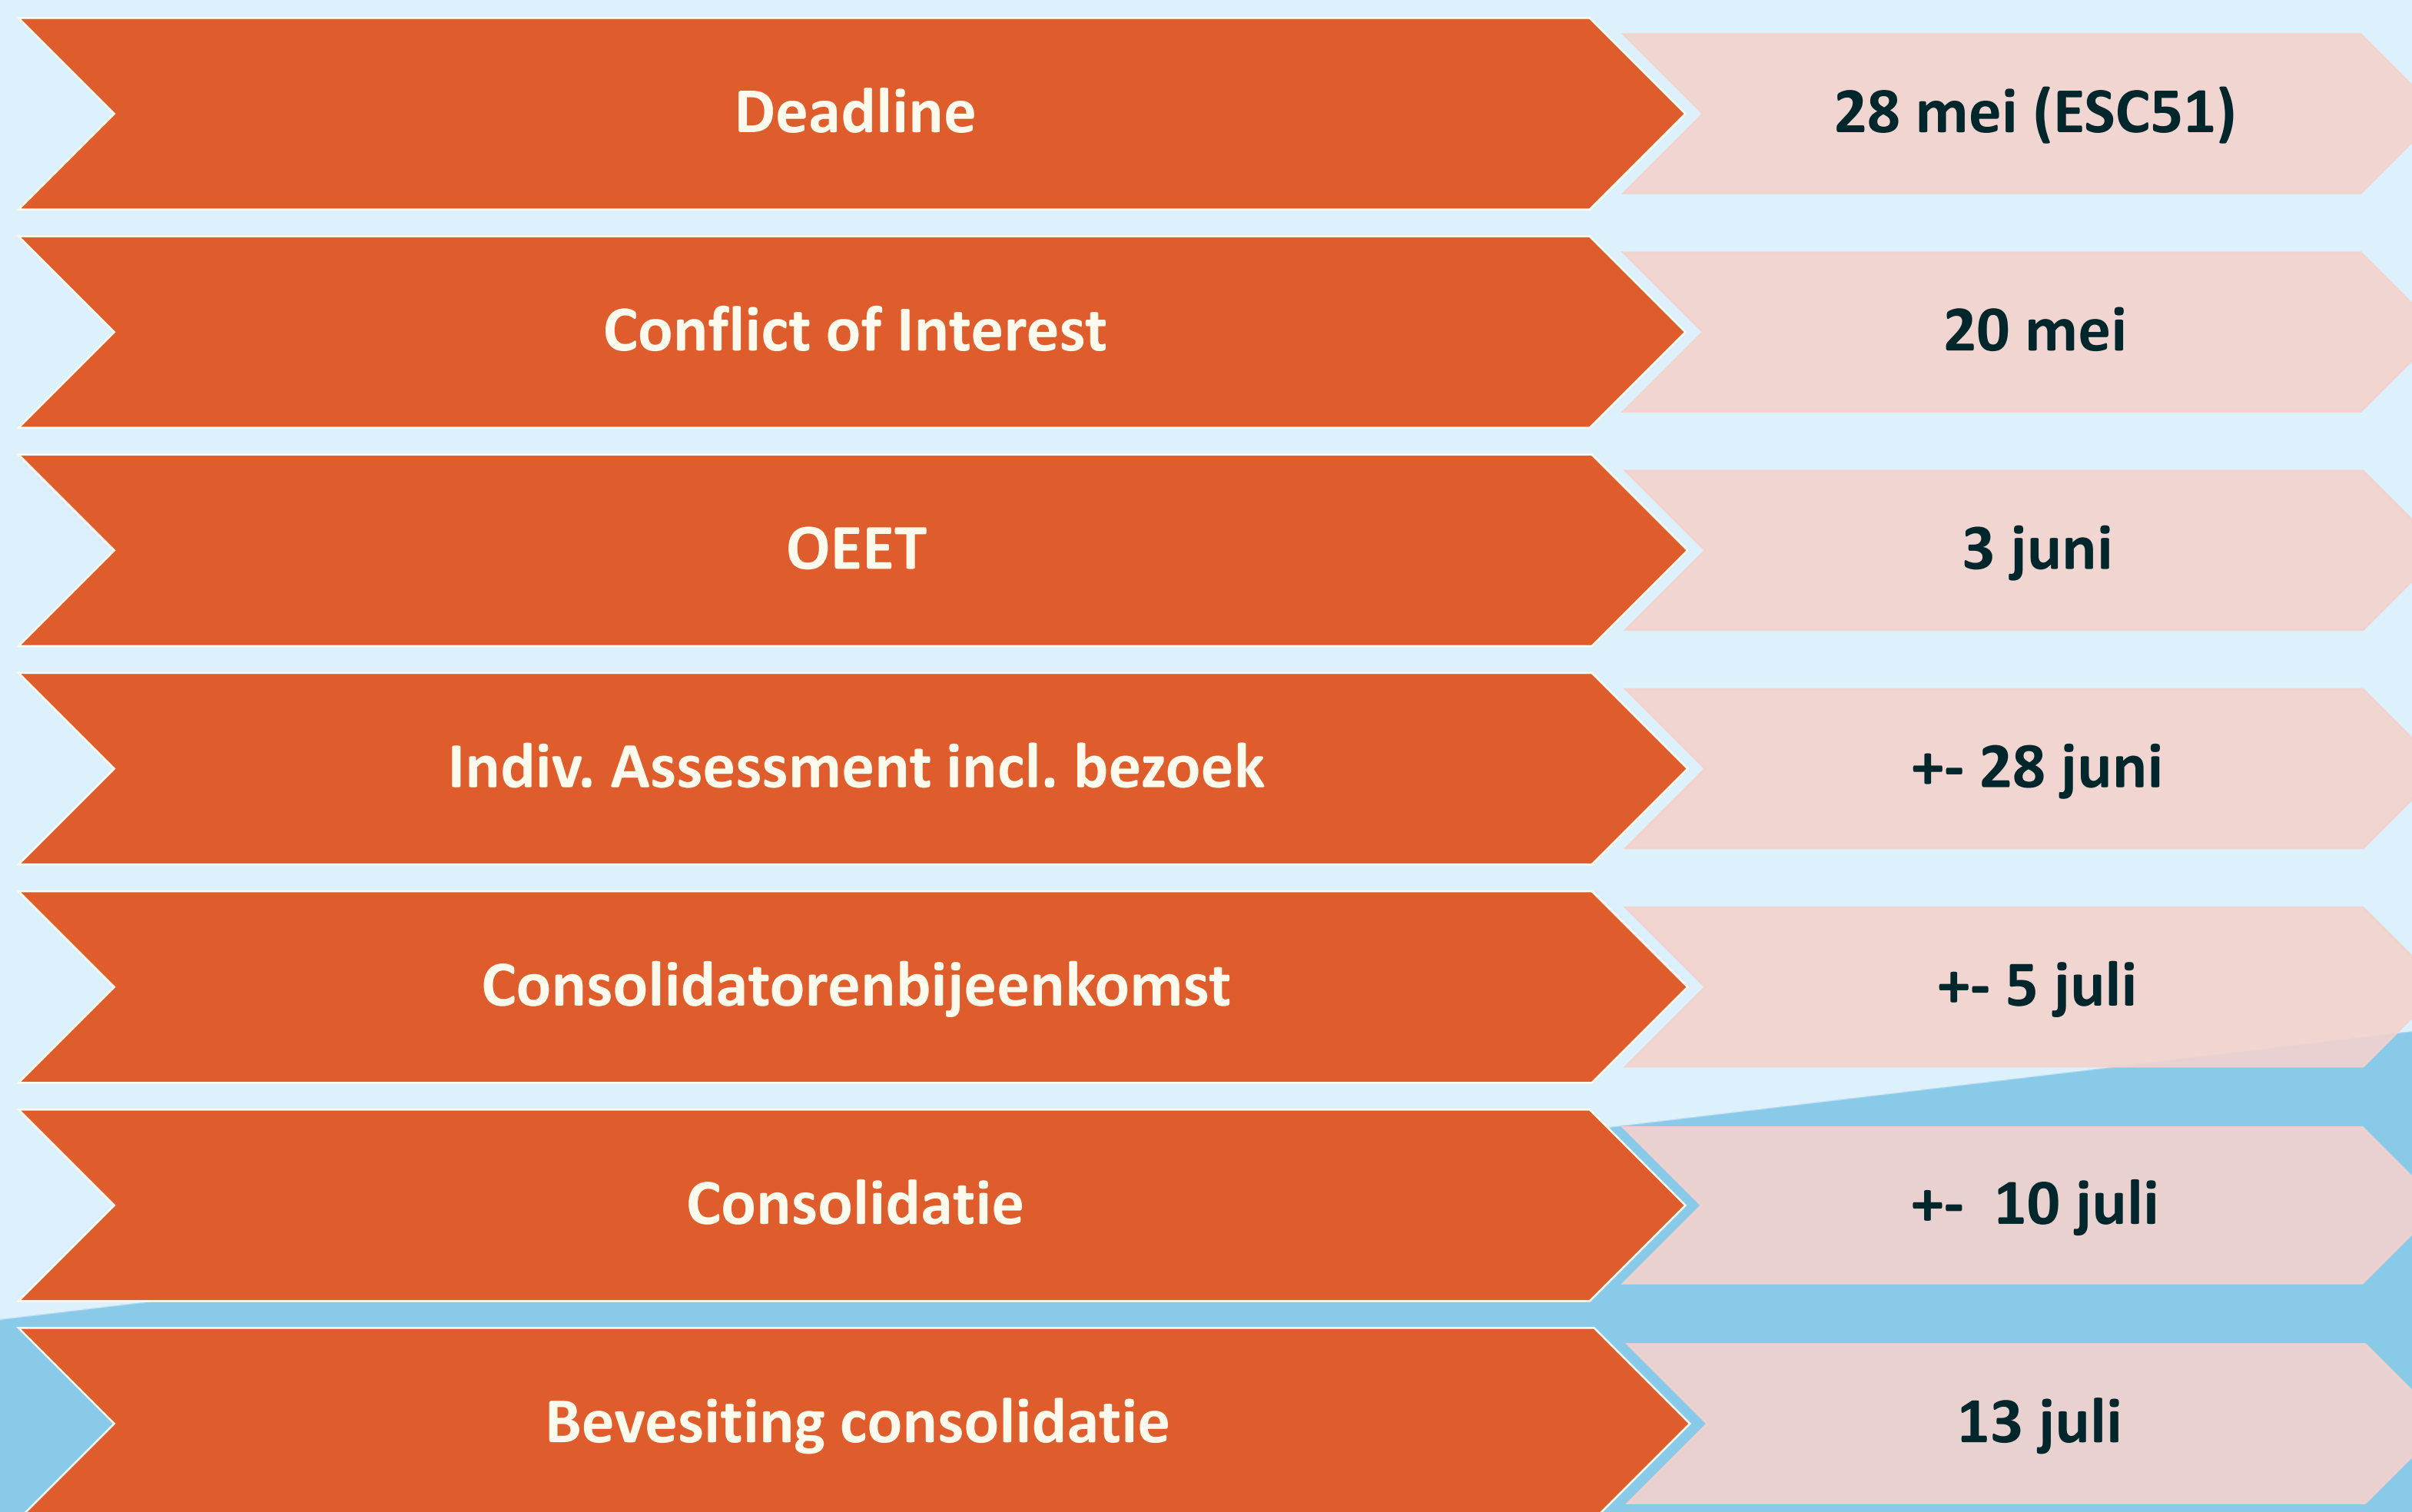 Deadline
28 mei (ESC51)
Conflict of Interest
20 mei
OEET
3 juni
Indiv. Assessment incl. bezoek
+- 28 juni
Consolidatorenbijeenkomst
+- 5 juli
Consolidatie
+-  10 juli
Bevesiting consolidatie
13 juli